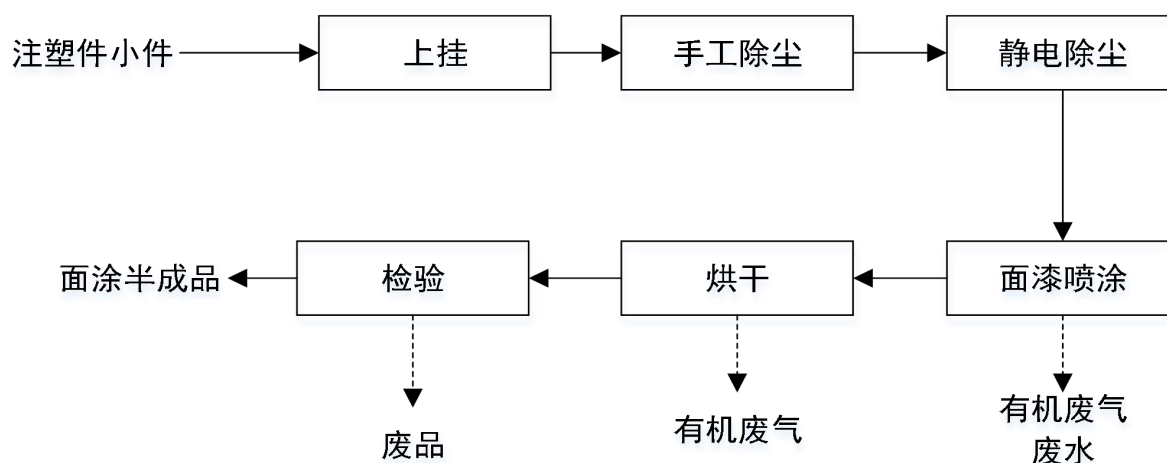 注塑件小件
上挂
手工除尘
静电除尘
面涂半成品
检验
烘干
面漆喷涂
废品
有机废气
有机废气
废水